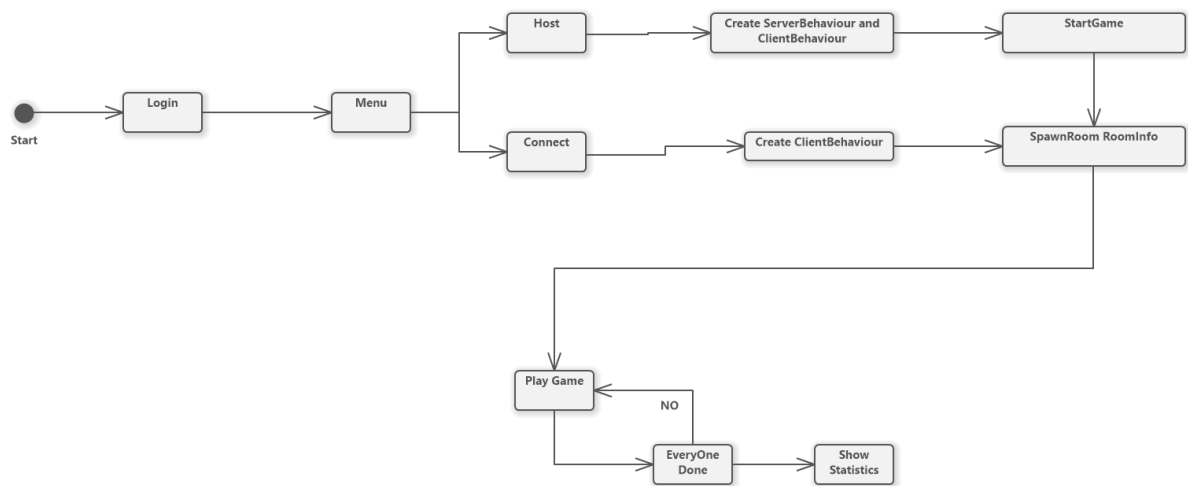 Host
Create ServerBehaviour and
ClientBehaviour
StartGame
Login
Menu
Start
Connect
Create ClientBehaviour
SpawnRoom RoomInfo
Play Game
NO
EveryOne
Done
Show
Statistics